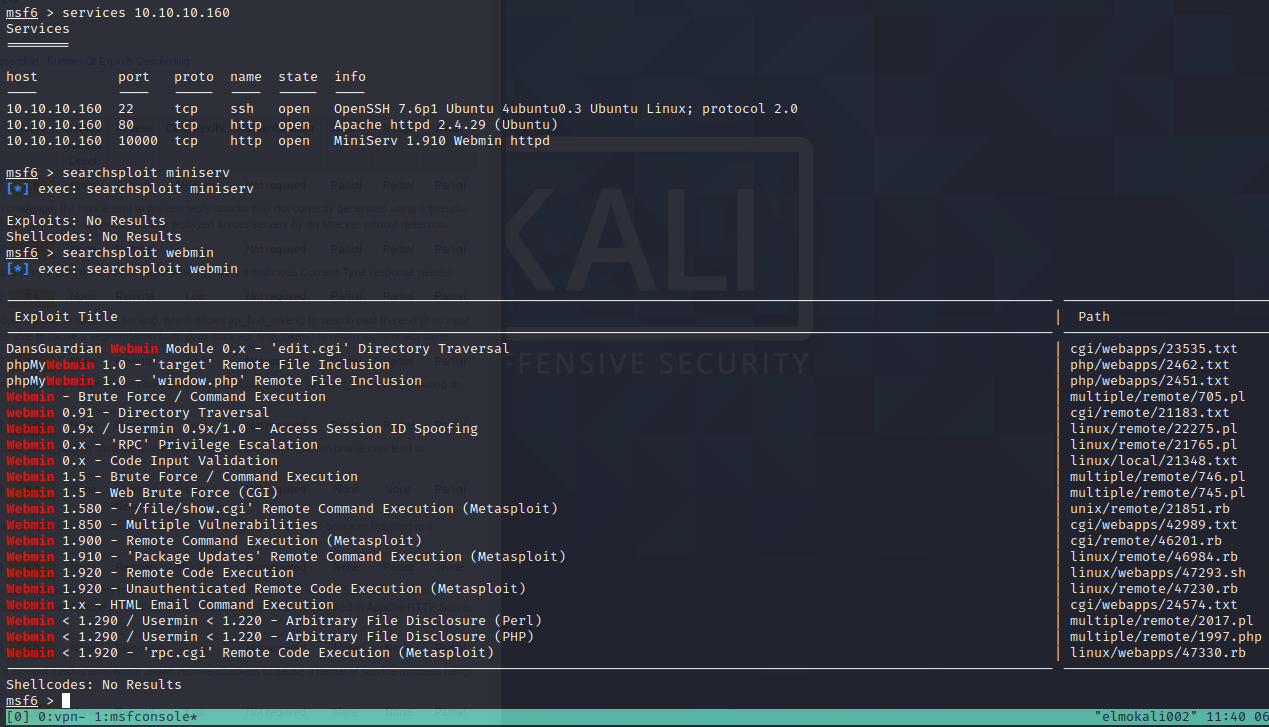 msf6 > services 10.10.10.160
Services
========
host port proto name state info
---- ---- ----- ---- ----- ----
10.10.10.160 22 tcp ssh open OpenSSH 7.6p1 Ubuntu 4ubuntu0.3 Ubuntu Linux; protocol 2.0
10.10.10.160 80 tcp http open Apache httpd 2.4.29 (Ubuntu)
10.10.10.160 10000 tcp http open MiniServ 1.910 Webmin httpd
msf6 > searchsploit miniserv
[*] exec: searchsploit miniserv
Exploits: No Results
Shellcodes: No Results
msf6 > searchsploit webmin
[*] exec: searchsploit webmin
Exploit Title | Path
DansGuardian Webmin Module 0.x - 'edit.cgi' Directory Traversal | cgi/webapps/23535.txt
phpMyWebmin 1.0 - 'target' Remote File Inclusion | php/webapps/2462.txt
phpMyWebmin 1.0 - 'window.php' Remote File Inclusion | php/webapps/2451.txt
Webmin - Brute Force / Command Execution | multiple/remote/705.pl
webmin 0.91 - Directory Traversal | cgi/remote/21183.txt
Webmin 0.9x / Usermin 0.9x/1.0 - Access Session ID Spoofing | linux/remote/22275.pl
Webmin 0.x - 'RPC' Privilege Escalation | linux/remote/21765.pl
Webmin 0.x - Code Input Validation | linux/local/21348.txt
Webmin 1.5 - Brute Force / Command Execution | multiple/remote/746.pl
Webmin 1.5 - Web Brute Force (CGI) | multiple/remote/745.pl
Webmin 1.580 - '/file/show.cgi' Remote Command Execution (Metasploit) | unix/remote/21851.rb
Webmin 1.850 - Multiple Vulnerabilities | cgi/webapps/42989.txt
Webmin 1.900 - Remote Command Execution (Metasploit) | cgi/remote/46201.rb
Webmin 1.910 - 'Package Updates' Remote Command Execution (Metasploit) | linux/remote/46984.rb
Webmin 1.920 - Remote Code Execution | linux/webapps/47293.sh
Webmin 1.920 - Unauthenticated Remote Code Execution (Metasploit) | linux/remote/47230.rb
Webmin 1.x - HTML Email Command Execution | cgi/webapps/24574.txt
Webmin < 1.290 / Usermin < 1.220 - Arbitrary File Disclosure (Perl) | multiple/remote/2017.pl
Webmin < 1.290 / Usermin < 1.220 - Arbitrary File Disclosure (PHP) | multiple/remote/1997.php
Webmin < 1.920 - 'rpc.cgi' Remote Code Execution (Metasploit) | linux/webapps/47330.rb
Shellcodes: No Results
msf6 >
[0] 0:vpn- 1:msfconsole* "elmokali002" 11:40 06
KALI
FENSIVE SECURITY